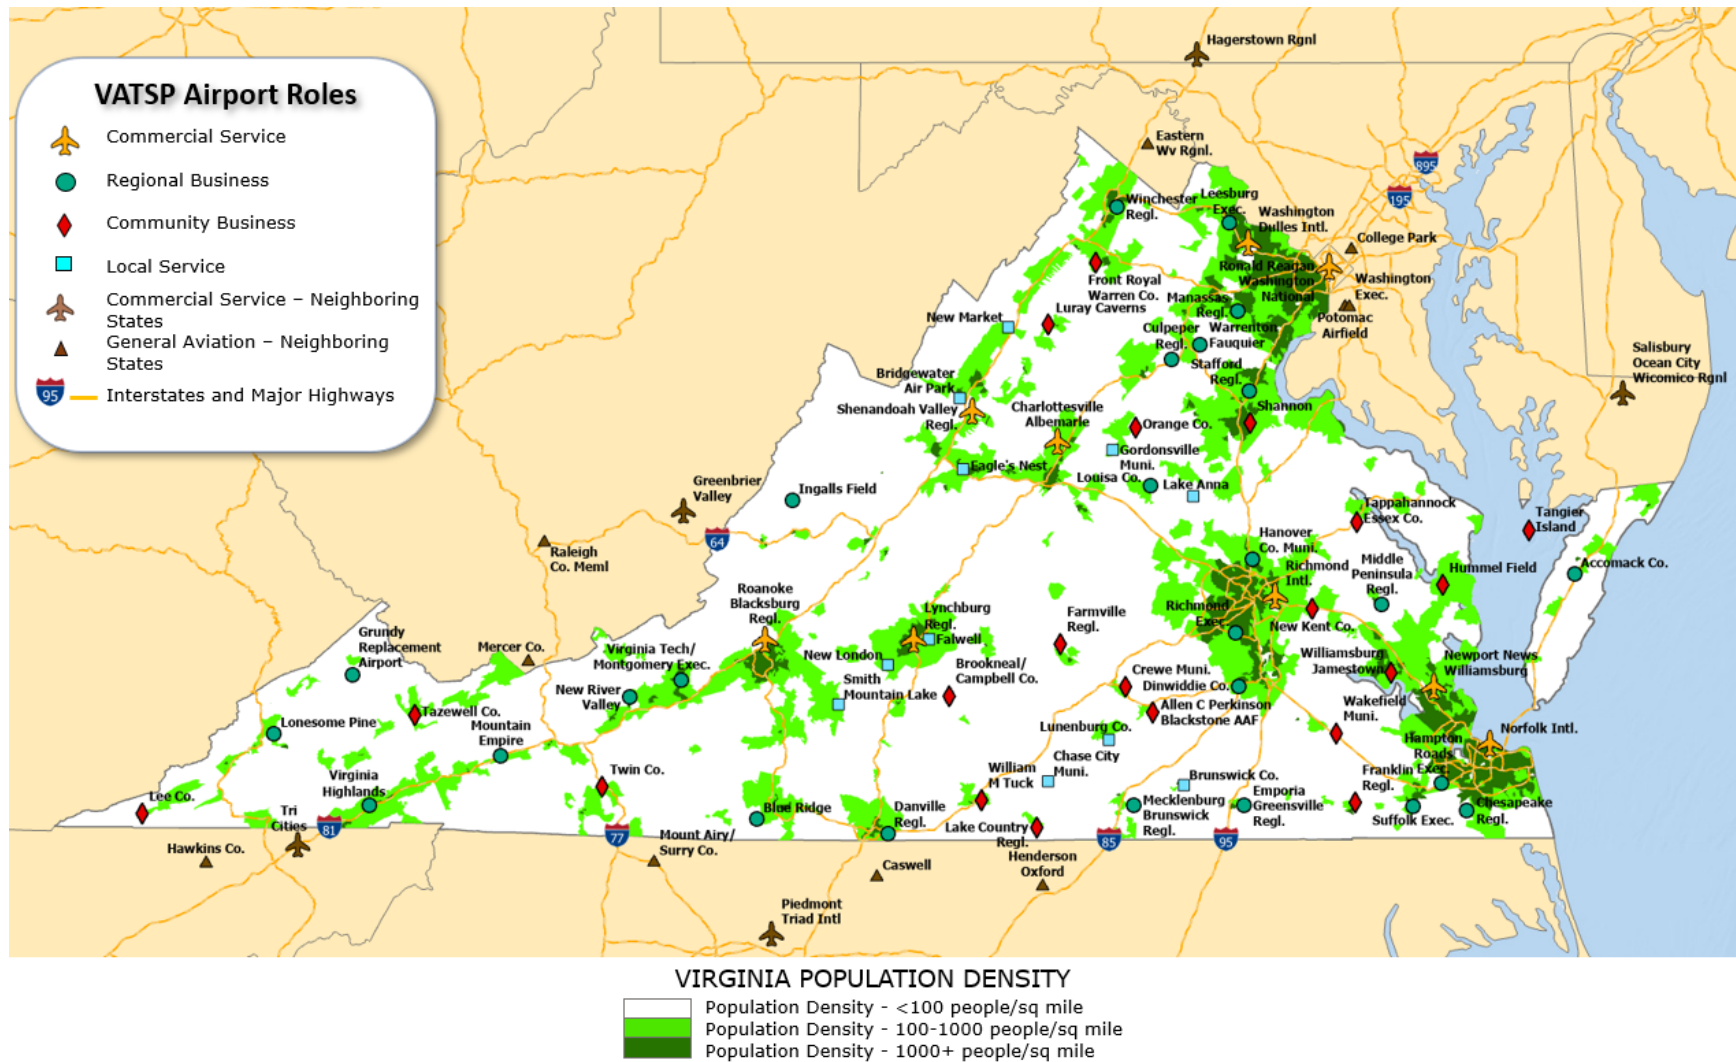 VATSP Airport Roles
Commercial Service
Regional Business
Community Business
Local Service
Commercial Service – Neighboring
States
General Aviation – Neighboring
States
95
Interstates and Major Highways
Hagerstown Rgnl
Eastern
Wv Rgnl.
895
195
Winchester
Regl.
Leesburg
Exec.
Washington
Dulles Intl.
College Park
Ronald Reagan
Washington
National
Washington
Exec.
Potomac
Airfield
Front Royal
Warren Co.
Manassas
Regl.
Luray Caverns
New Market
Culpeper
Regl.
Warrenton
Fauquier
Stafford
Regl.
Salisbury
Ocean City
Wicomico Rgnl
Bridgewater
Air Park
Shenandoah Valley
Regl.
Charlottesville
Albemarle
Shannon
Orange Co.
Gordonsville
Muni.
Eagle's Nest
Louisa Co.
Lake Anna
Greenbrier
Valley
Ingalls Field
Tappahannock
Essex Co.
Tangier
Island
64
Raleigh
Co. Meml
Hanover
Co. Muni.
Richmond
Intl.
Middle
Peninsula
Regl.
Hummel Field
Accomack Co.
Roanoke
Blacksburg
Regl.
Lynchburg
Regl.
Falwell
Farmville
Regl.
Richmond
Exec.
New Kent Co.
Grundy
Replacement
Airport
Mercer Co.
Virginia Tech/
Montgomery Exec.
New London
Brookneal/
Campbell Co.
Williamsburg
Jamestown
Newport News
Williamsburg
New River
Valley
Smith
Mountain Lake
Crewe Muni.
Dinwiddie Co.
Allen C Perkinson
Blackstone AAF
Wakefield
Muni.
Tazewell Co.
Lonesome Pine
Mountain
Empire
Lunenburg Co.
Norfolk Intl.
Hampton
Roads
Exec.
Chase City
Muni.
William
M Tuck
Virginia
Highlands
Twin Co.
Brunswick Co.
Franklin
Regl.
Lee Co.
Tri
Cities
Blue Ridge
Danville
Regl.
Mecklenburg
Brunswick
Regl.
Emporia
Greensville
Regl.
Suffolk Exec.
Chesapeake
Regl.
Lake Country
Regl.
81
77
85
95
Hawkins Co.
Mount Airy/
Surry Co.
Caswell
Henderson
Oxford
Piedmont
Triad Intl
VIRGINIA POPULATION DENSITY
Population Density - <100 people/sq mile
Population Density - 100-1000 people/sq mile
Population Density - 1000+ people/sq mile